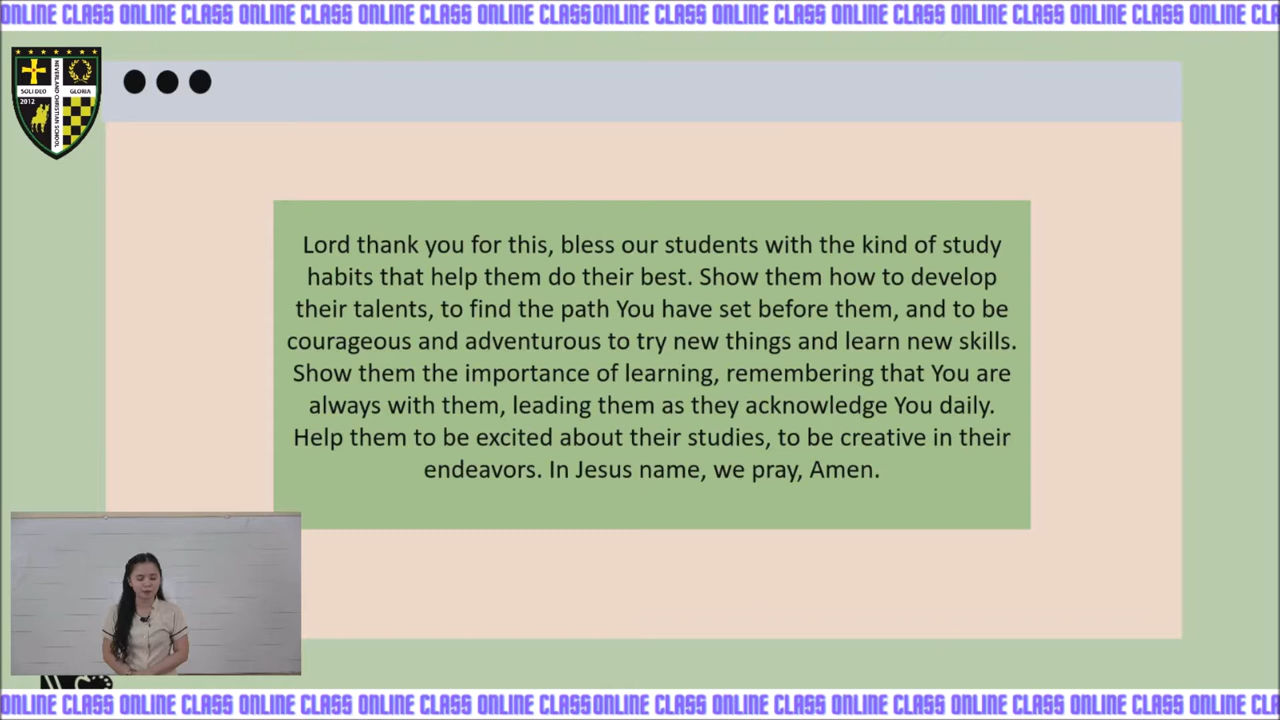 ONLINE CLASS ONLINE CLASS ONLINE CLASS ONLINE CLASS ONLINE CLASS ONLINE CLASS ONLINE CLASS ONLINE CLASS ONLINE CLASS ONLINE CLASS ONLINE CLASS
SOLI DEO GLORIA
2012
NEVERLAND CHRISTIAN SCHOOL
Lord thank you for this, bless our students with the kind of study
habits that help them do their best. Show them how to develop
their talents, to find the path You have set before them, and to be
courageous and adventurous to try new things and learn new skills.
Show them the importance of learning, remembering that You are
always with them, leading them as they acknowledge You daily.
Help them to be excited about their studies, to be creative in their
endeavors. In Jesus name, we pray, Amen.
ONLINE CLASS ONLINE CLASS ONLINE CLASS ONLINE CLASS ONLINE CLASS ONLINE CLASS ONLINE CLASS ONLINE CLASS ONLINE CLASS ONLINE CLASS ONLINE CLASS